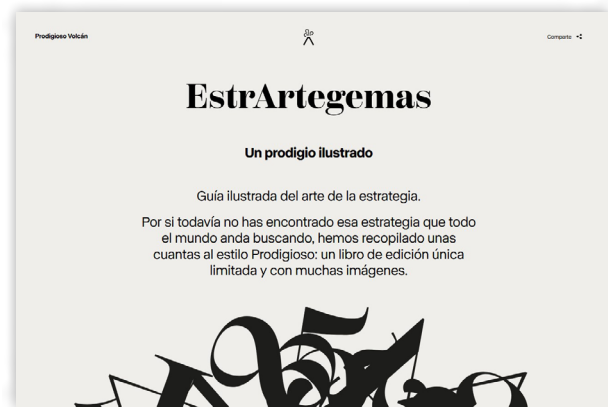 Prodigioso Volcán
Comparte
EstrArtegemas
Un prodigio ilustrado
Guía ilustrada del arte de la estrategia.
Por si todavía no has encontrado esa estrategia que todo
el mundo anda buscando, hemos recopilado unas
cuantas al estilo Prodigioso: un libro de edición única
limitada y con muchas imágenes.